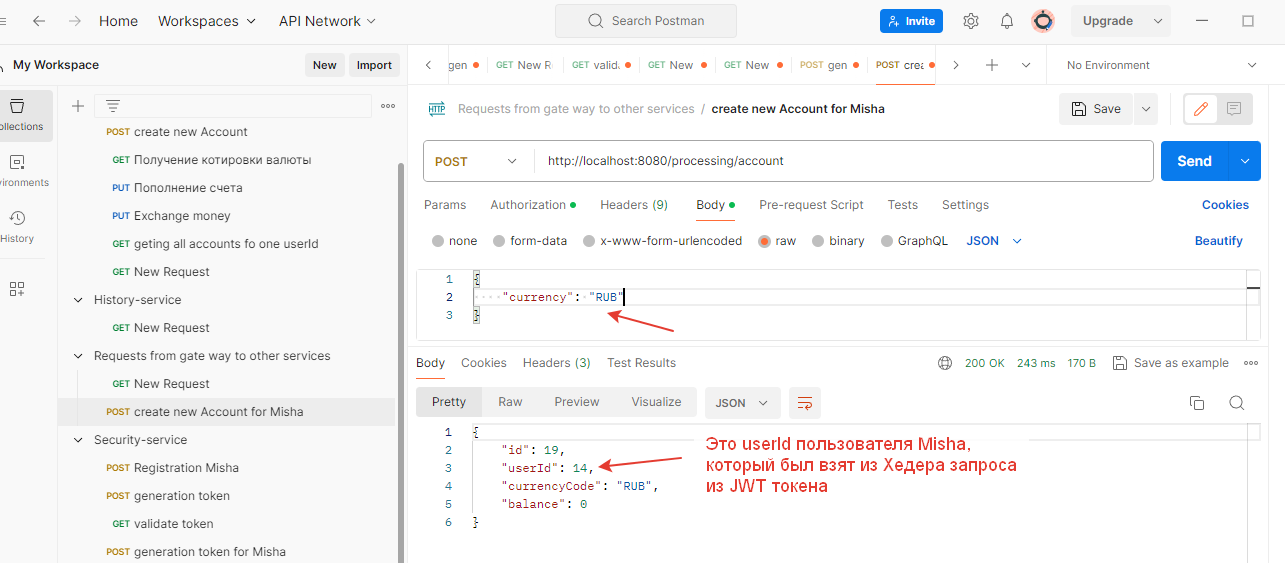 Home
Workspaces
API Network
Search Postman
Invite
Upgrade
My Workspace
New
Import
gen
GET New R
GET valida
GET New
GET New
POST gen
POST crea
No Environment
ollections
vironments
History
POST create new Account
GET Получение котировки валюты
PUT Пополнение счета
PUT Exchange money
GET geting all accounts fo one userId
GET New Request
History-service
GET New Request
Requests from gate way to other services
GET New Request
POST create new Account for Misha
Security-service
POST Registration Misha
POST generation token
GET validate token
POST generation token for Misha
HTTP
Requests from gate way to other services / create new Account for Misha
Save
POST
http://localhost:8080/processing/account
Send
Params
Authorization
Headers (9)
Body
Pre-request Script
Tests
Settings
Cookies
none
form-data
x-www-form-urlencoded
raw
binary
GraphQL
JSON
Beautify
1 {
2 "currency": "RUB"
3 }
Body
Cookies
Headers (3)
Test Results
200 OK
243 ms
170 B
Save as example
Pretty
Raw
Preview
Visualize
JSON
1 {
2 "id": 19,
3 "userId": 14,
4 "currencyCode": "RUB",
5 "balance": 0
6 }
Это userId пользователя Misha,
который был взят из Хедера запроса
из JWT токена